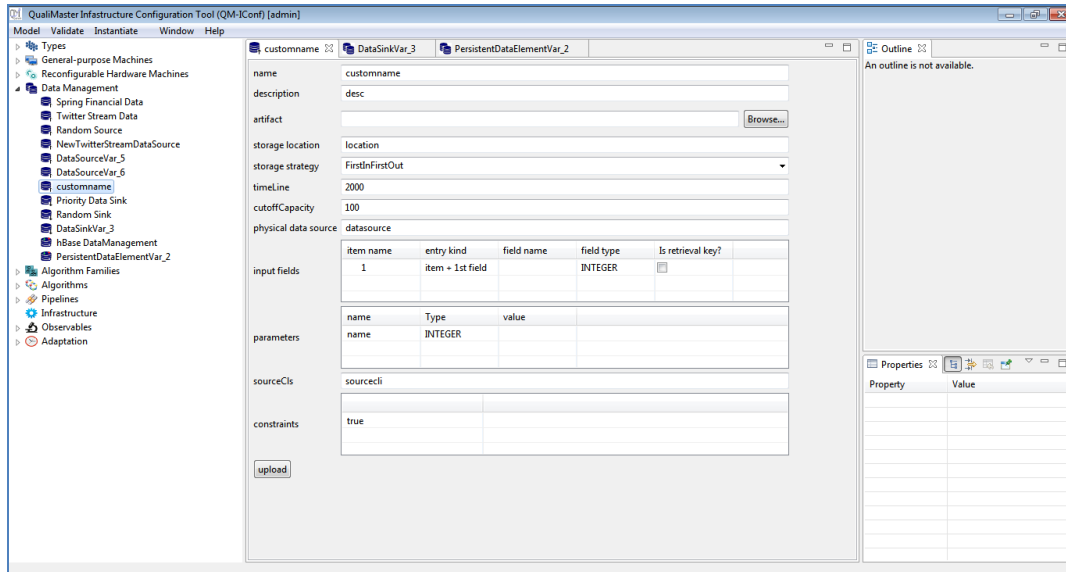 QualiMaster Infastructure Configuration Tool (QM-IConf) [admin]
Model Validate Instantiate Window Help
Types
General-purpose Machines
Reconfigurable Hardware Machines
Data Management
Spring Financial Data
Twitter Stream Data
Random Source
NewTwitterStreamDataSource
DataSourceVar_5
DataSourceVar_6
customname
Priority Data Sink
Random Sink
DataSinkVar_3
hBase DataManagement
PersistentDataElementVar_2
Algorithm Families
Algorithms
Pipelines
Infrastructure
Observables
Adaptation
customname DataSinkVar_3 PersistentDataElementVar_2
name customname
description desc
artifact Browse...
storage location location
storage strategy FirstInFirstOut
timeLine 2000
cutoffCapacity 100
physical data source datasource
item name entry kind field name field type Is retrieval key?
input fields 1 item + 1st field INTEGER
name Type value
parameters name INTEGER
sourceCls sourcecli
constraints true
upload
Outline
An outline is not available.
Properties
Property Value